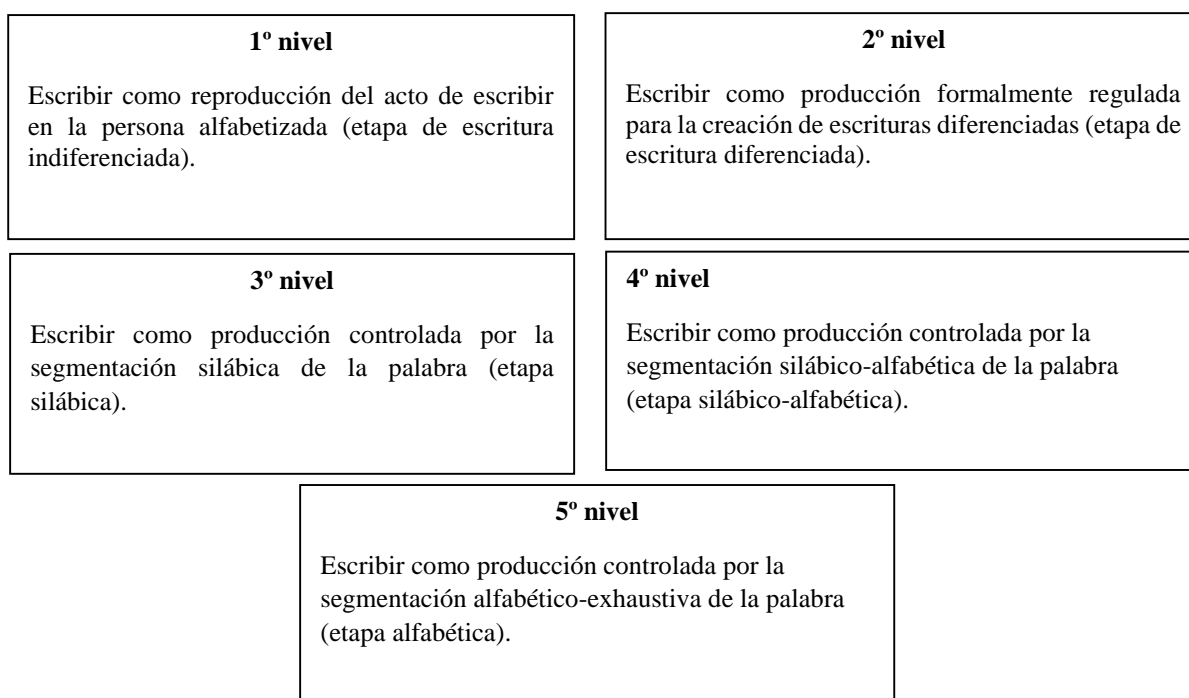 1º nivel
Escribir como reproducción del acto de escribir
en la persona alfabetizada (etapa de escritura
indiferenciada).
2º nivel
Escribir como producción formalmente regulada
para la creación de escrituras diferenciadas (etapa de
escritura diferenciada).
3º nivel
Escribir como producción controlada por la
segmentación silábica de la palabra (etapa
silábica).
4º nivel
Escribir como producción controlada por la
segmentación silábico-alfabética de la palabra
(etapa silábico-alfabética).
5º nivel
Escribir como producción controlada por la
segmentación alfabético-exhaustiva de la palabra
(etapa alfabética).